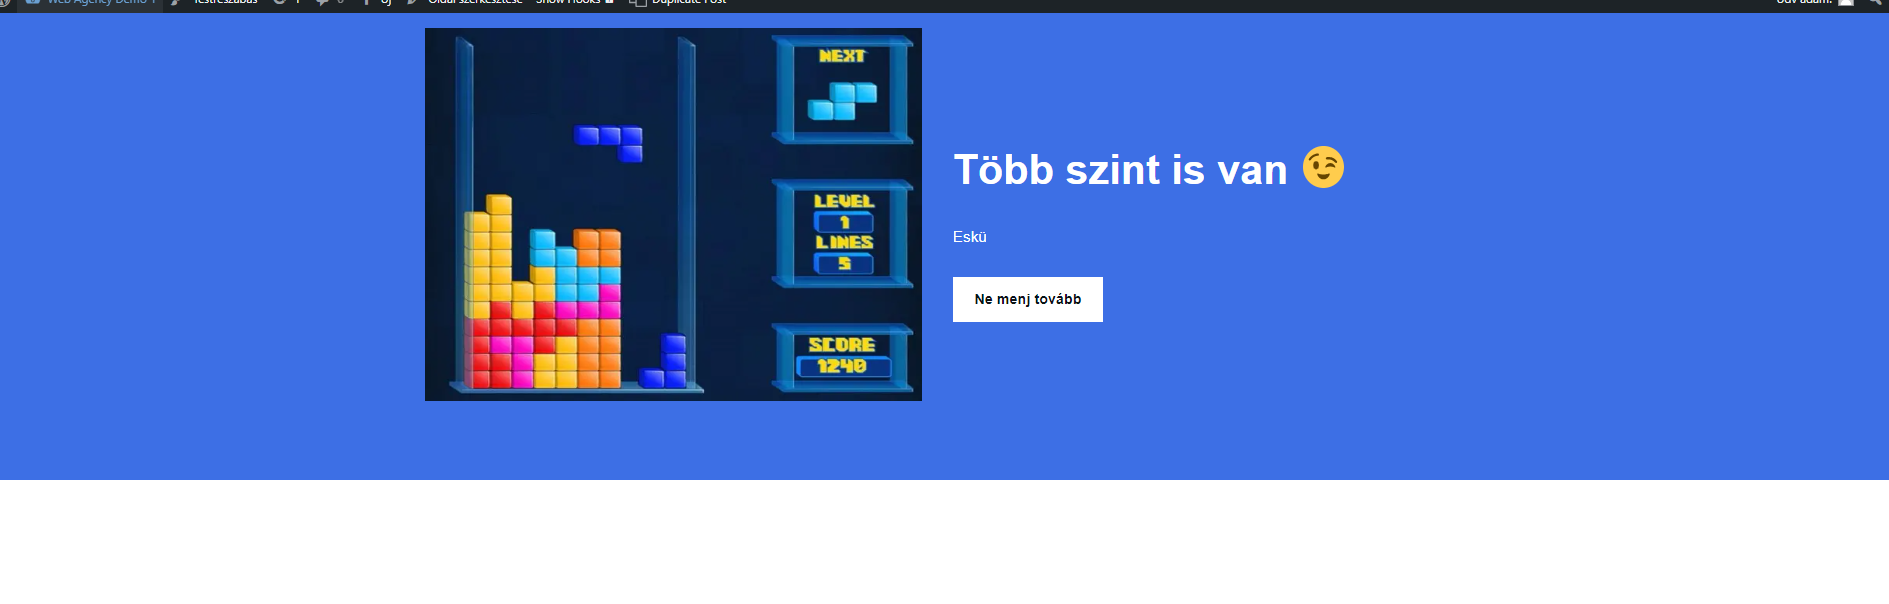 Web Agency Demo 1
Testreszabás
1
0
Új
Oldal szerkesztése
Show Hooks
Duplicate Post
Üdv adam!
NEXT
LEVEL
1
LINES
5
SCORE
1240
Több szint is van 😉
Eskü
Ne menj tovább